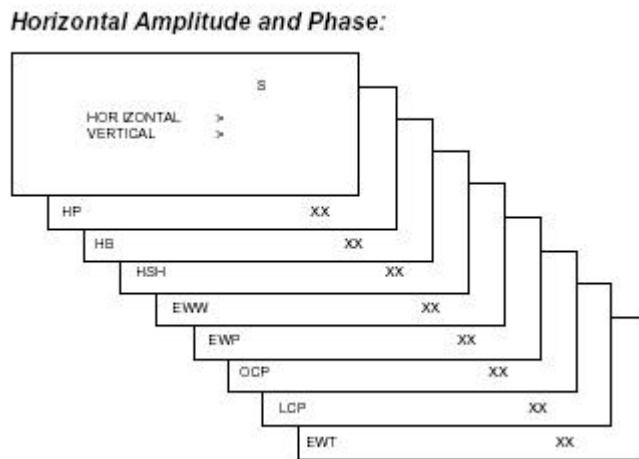 Horizontal Amplitude and Phase:
S
HORIZONTAL >
VERTICAL >
HP XX
HB XX
HSH XX
EWW XX
EWP XX
OCP XX
LCP XX
EWT XX